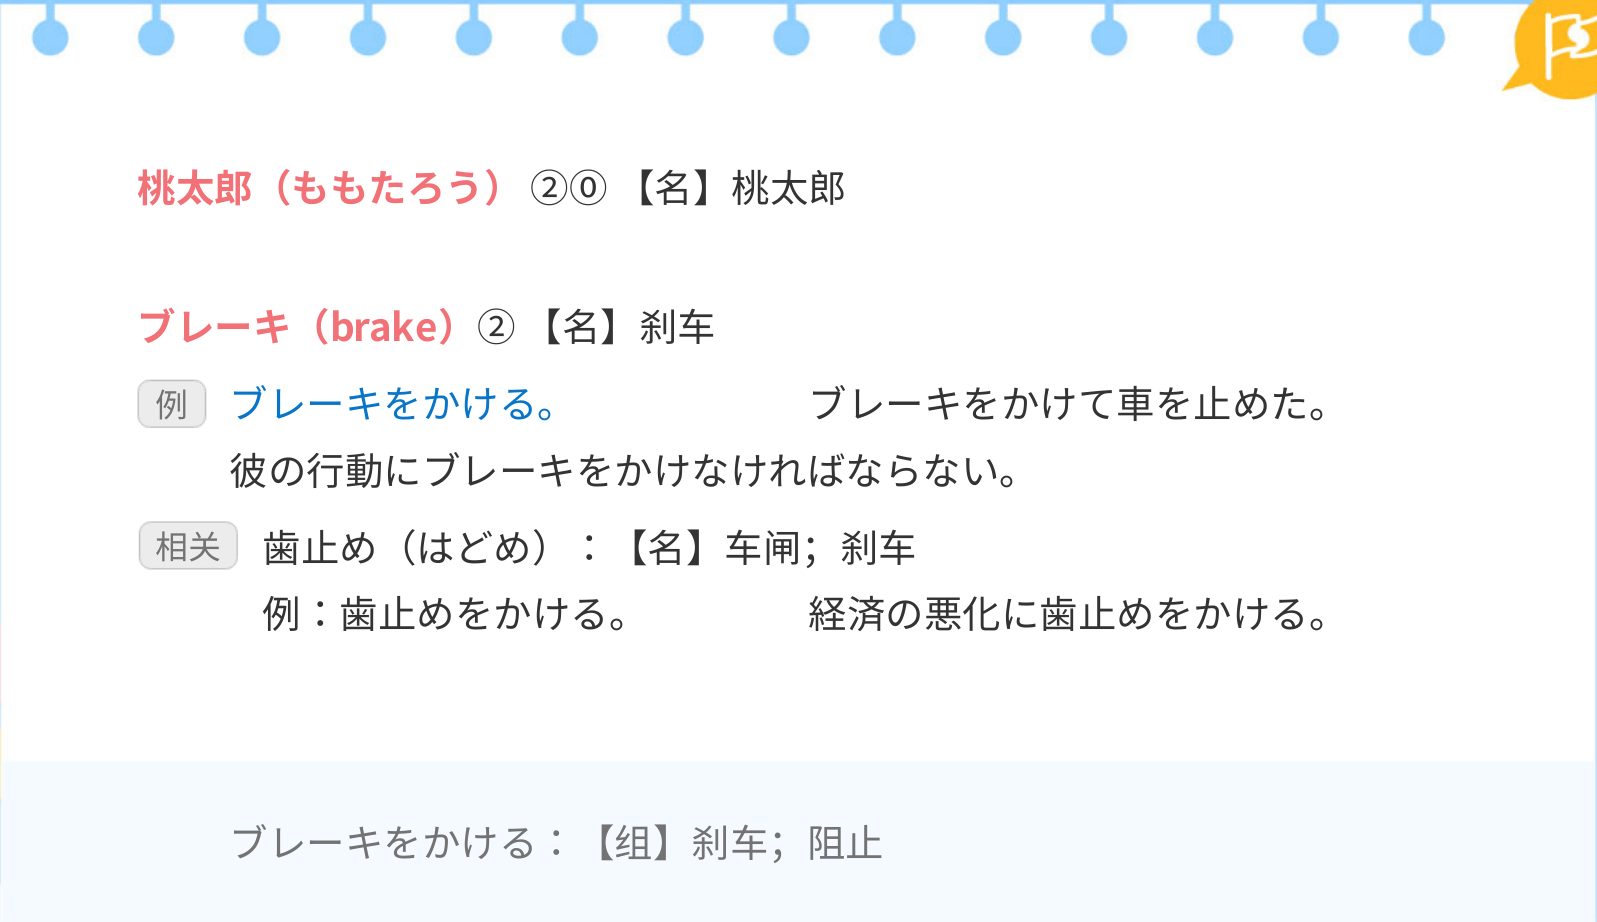 桃太郎（ももたろう） ②⓪ 【名】桃太郎
ブレーキ（brake）② 【名】刹车
例 ブレーキをかける。 ブレーキをかけて車を止めた。
彼の行動にブレーキをかけなければならない。
相关 歯止め（はどめ）：【名】车闸；刹车
例：歯止めをかける。 経済の悪化に歯止めをかける。
ブレーキをかける：【组】刹车；阻止